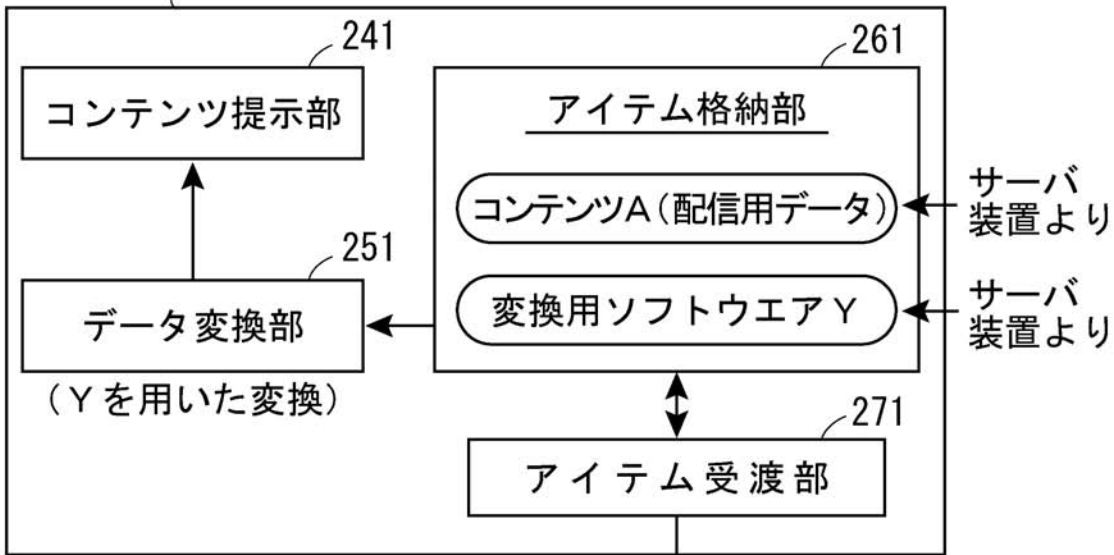 241
コンテンツ提示部
261
アイテム格納部
コンテンツA(配信用データ)
サーバ
装置より
変換用ソフトウエアY
サーバ
装置より
251
データ変換部
(Yを用いた変換)
271
アイテム受渡部